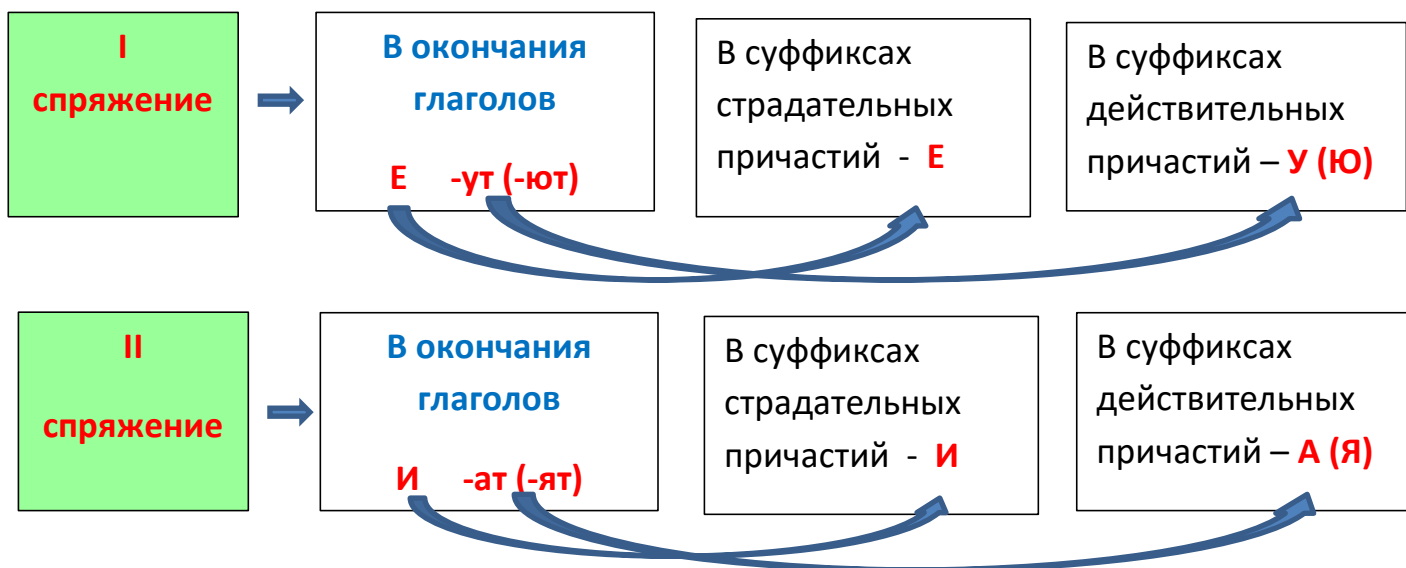 I
спряжение
В окончания
глаголов
Е -ут (-ют)
В суффиксах
страдательных
причастий - Е
В суффиксах
действительных
причастий – У (Ю)
II
спряжение
В окончания
глаголов
И -ат (-ят)
В суффиксах
страдательных
причастий - И
В суффиксах
действительных
причастий – А (Я)